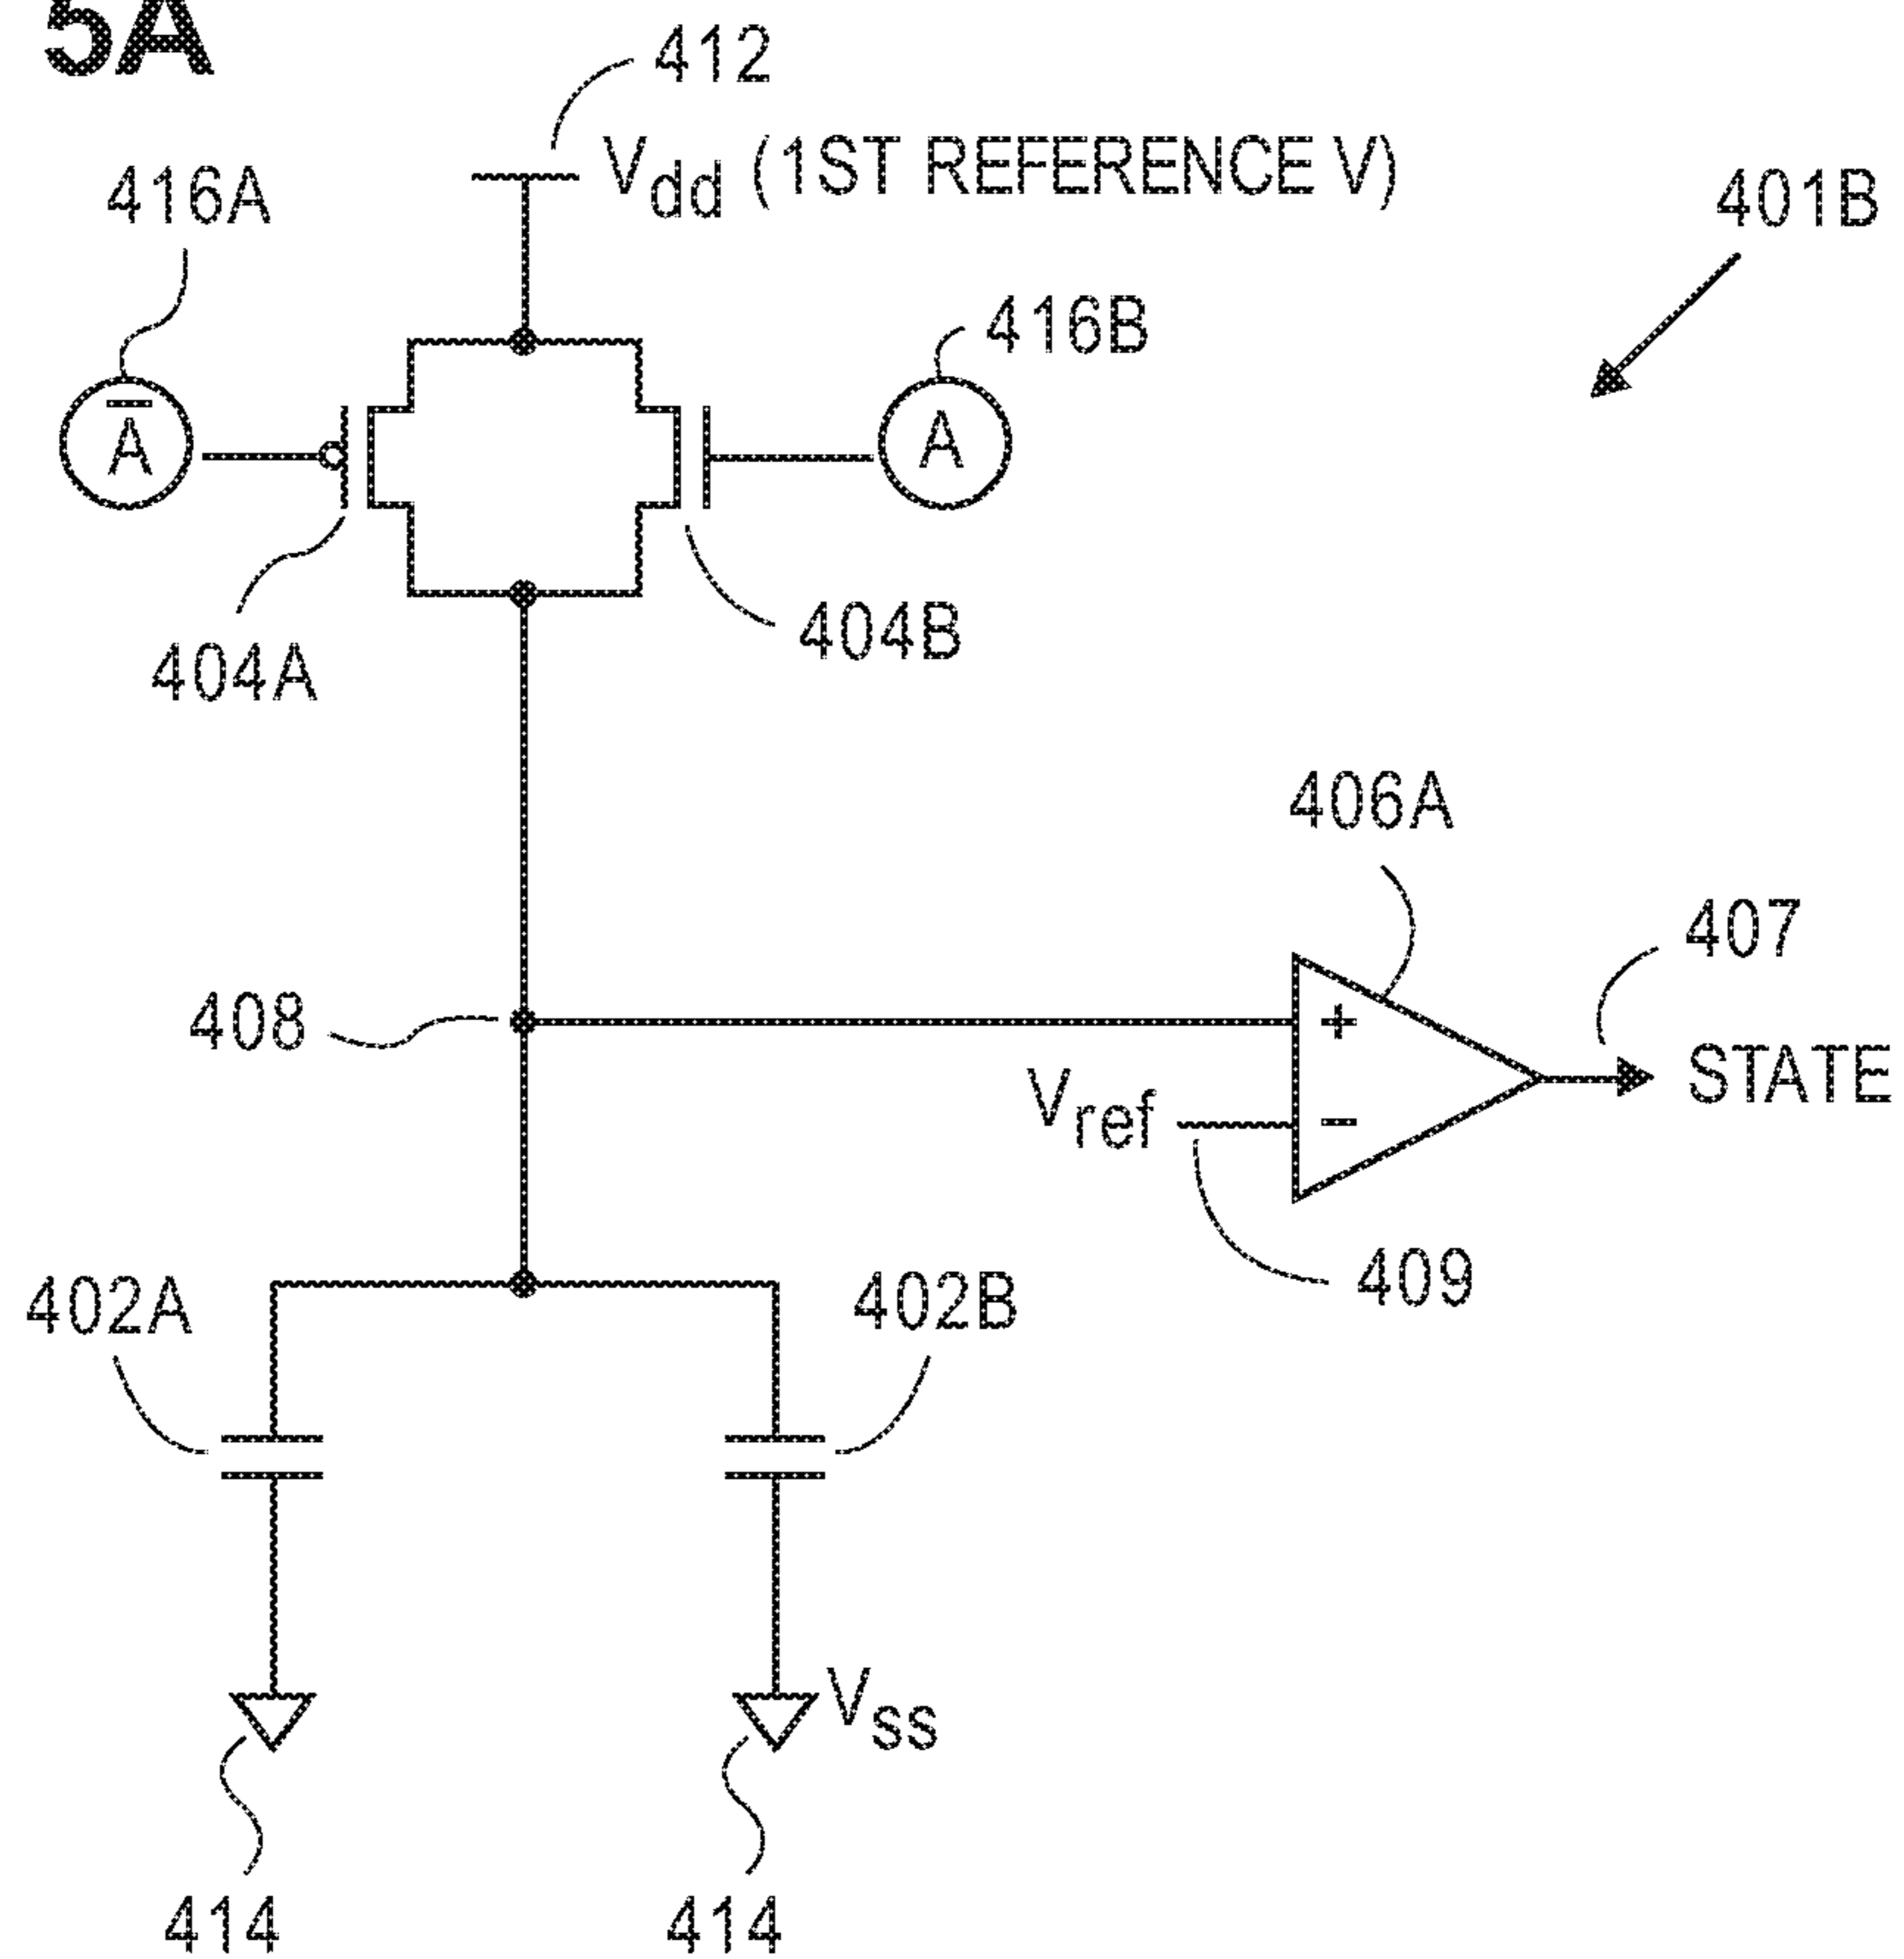 5A
412
Vdd (1ST REFERENCE V)
416A
401B
416B
Ā
A
404A
404B
406A
407
408
+
STATE
Vref
−
409
402A
402B
Vss
414
414